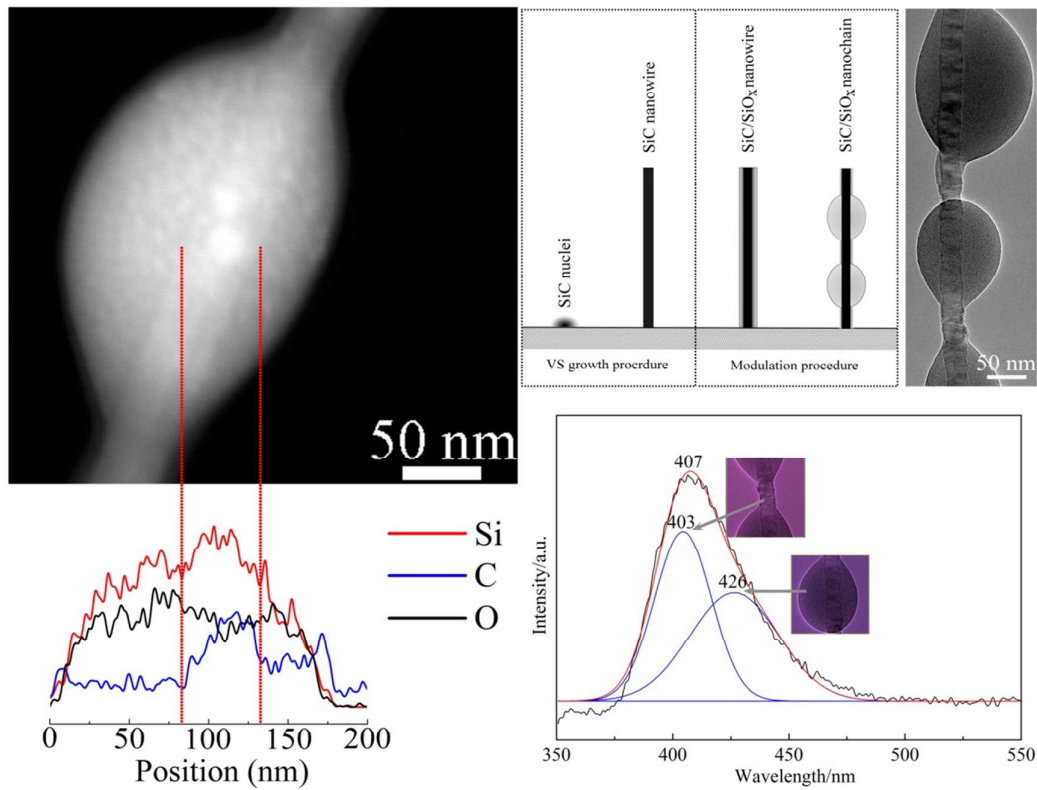 50 nm
Si
C
O
0
50
100
150
200
Position (nm)
SiC nuclei
SiC nanowire
SiC/SiOx nanowire
SiC/SiOx nanochain
VS growth procrdure
Modulation procedure
50 nm
407
403
426
Intensity/a.u.
350
400
450
500
550
Wavelength/nm